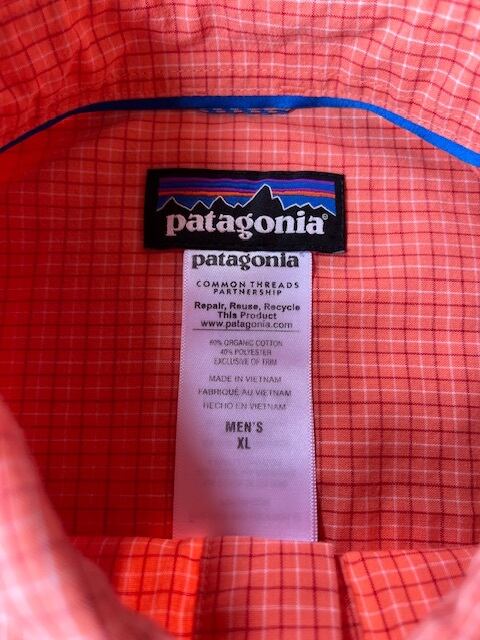 patagonia®
patagonia
COMMON THREADS
PARTNERSHIP
Repair, Reuse, Recycle
This Product
www.patagonia.com
60% ORGANIC COTTON
40% POLYESTER
EXCLUSIVE OF TRIM
MADE IN VIETNAM
FABRIQUÉ AU VIETNAM
HECHO EN VIETNAM
MEN'S
XL